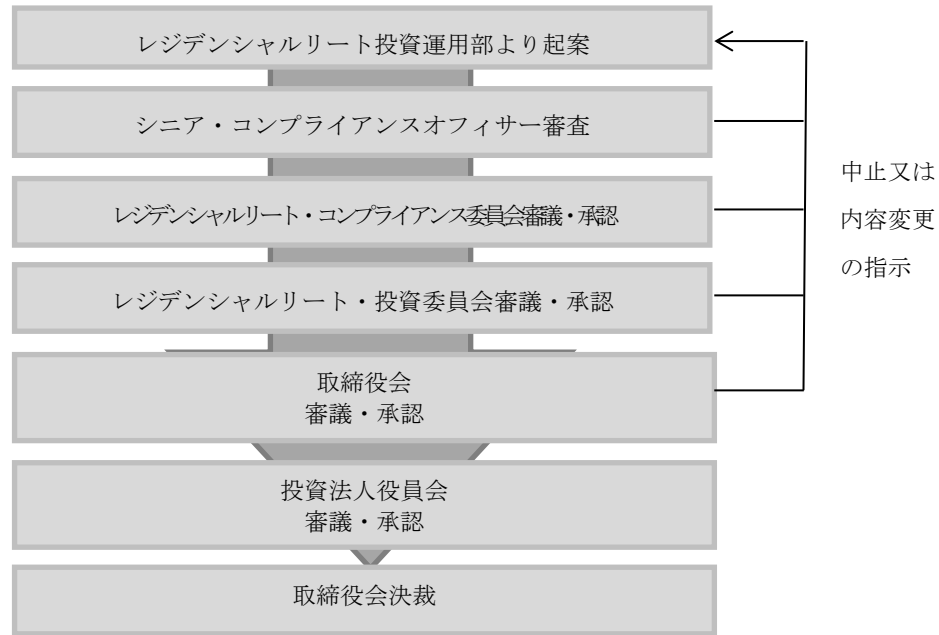 レジデンシャルリート投資運用部より起案
シニア・コンプライアンスオフィサー審査
レジデンシャルリート・コンプライアンス委員会審議・承認
レジデンシャルリート・投資委員会審議・承認
取締役会
審議・承認
投資法人役員会
審議・承認
取締役会決裁
中止又は
内容変更
の指示